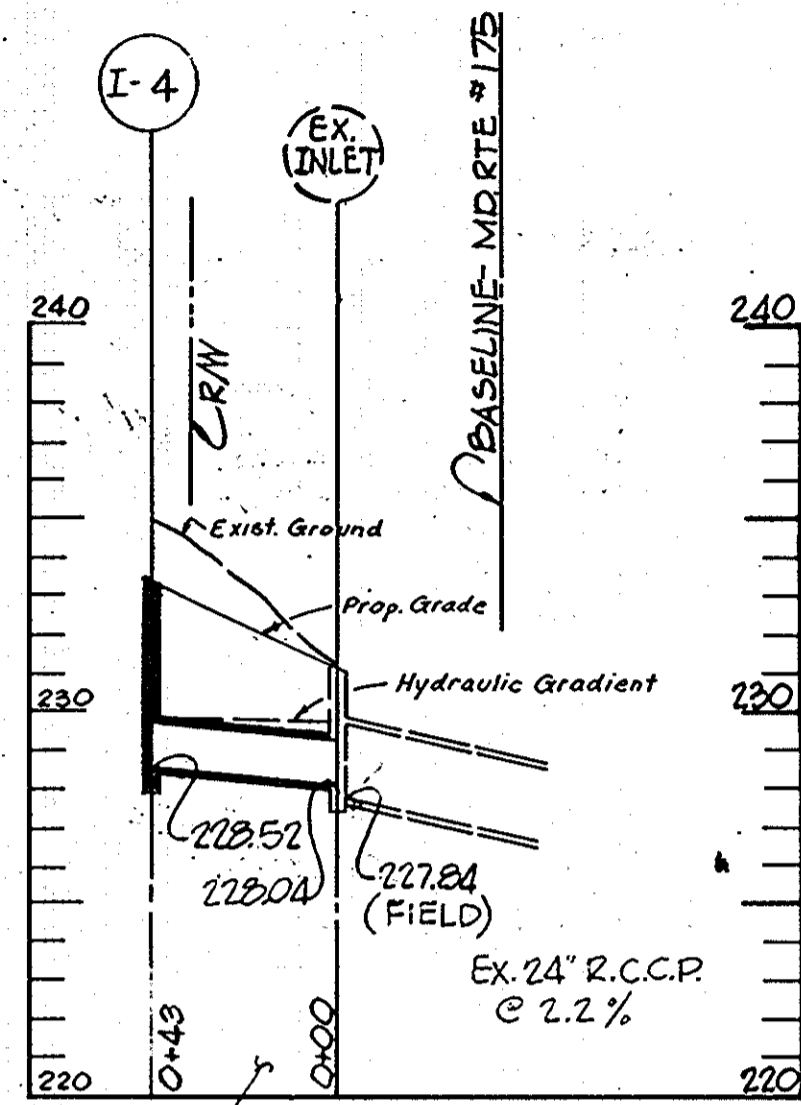 I-4
EX.
INLET
BASELINE- MD. RTE #175
R/W
240
240
Exist. Ground
Prop. Grade
Hydraulic Gradient
230
230
228.52
228.04
227.84
(FIELD)
EX. 24" R.C.C.P.
@ 2.2%
0+43
0+00
220
220